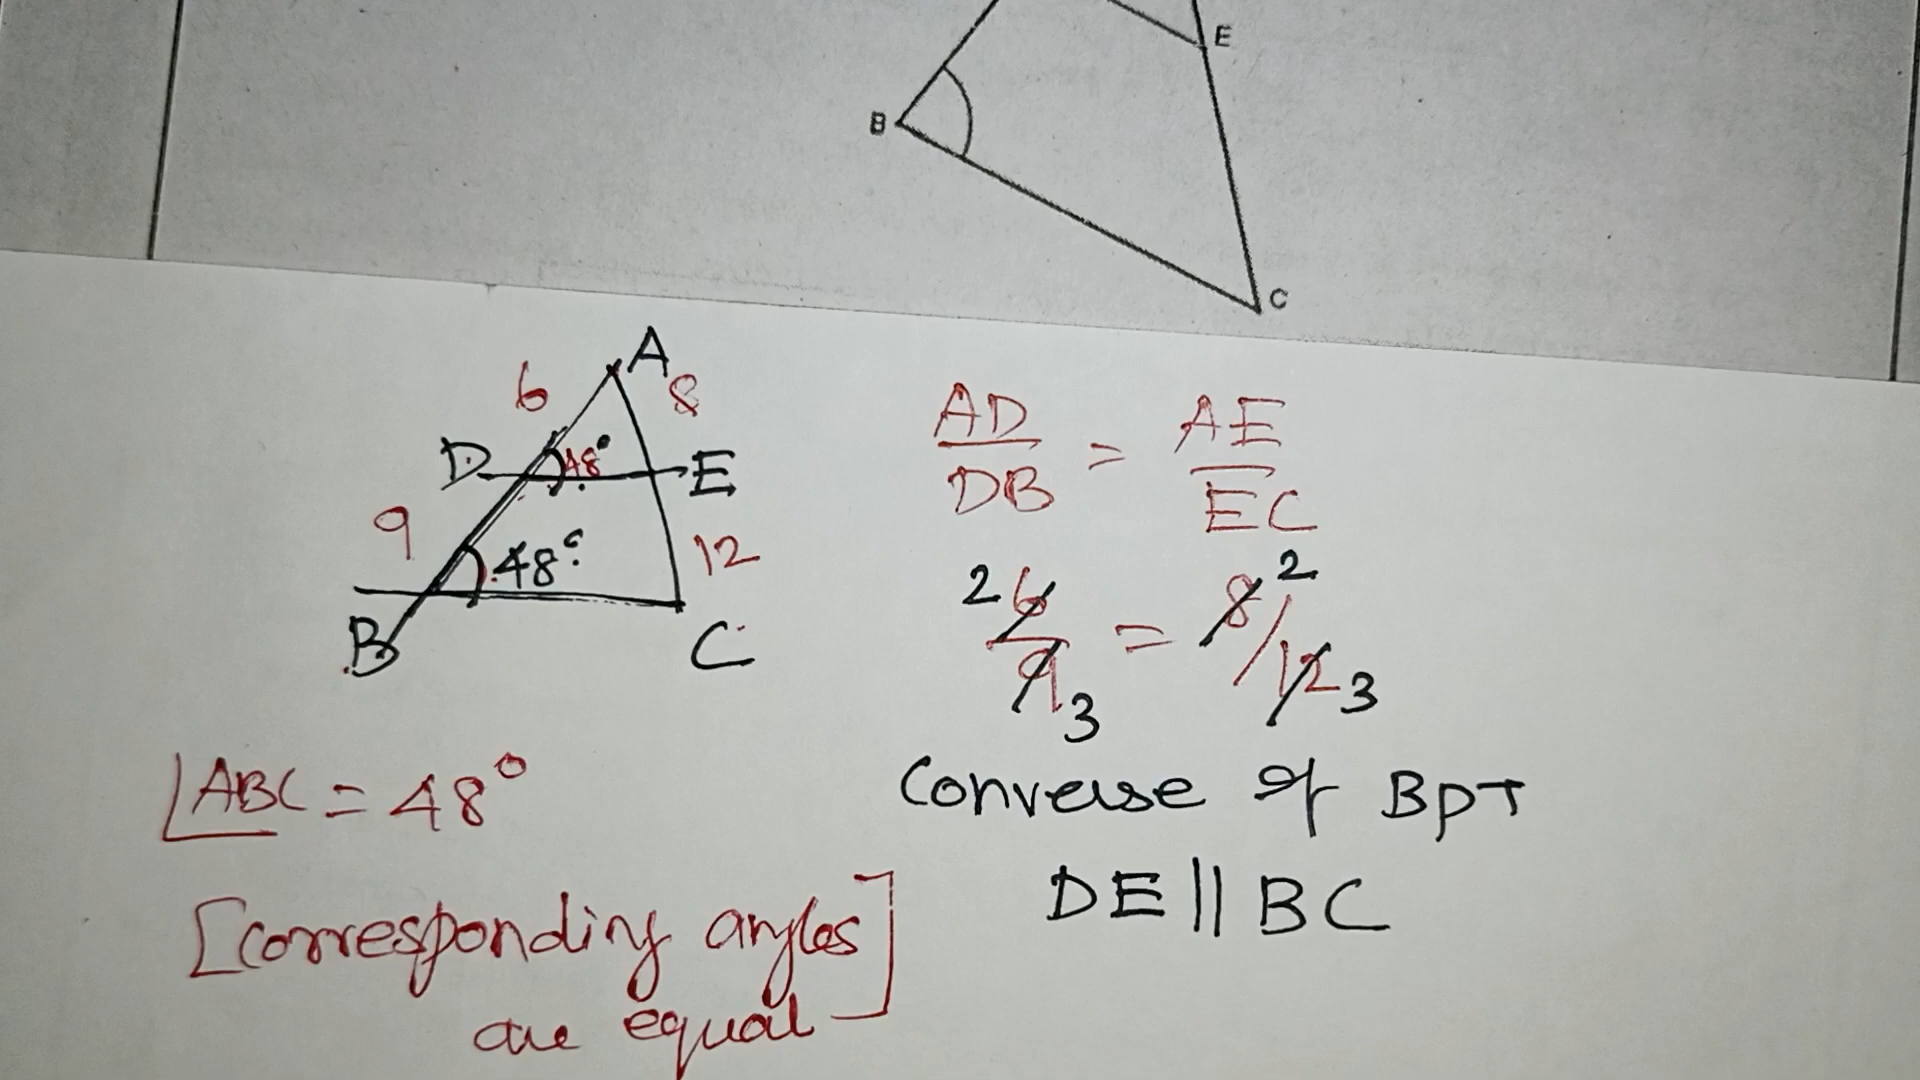 E
B
C
A
6
8
D
48°
E
9
48°
12
B
C
AD/DB = AE/EC
2 6/9 3 = 8 2/12 3
∠ABC = 48°
Converse of BPT
DE || BC
[corresponding angles
are equal]